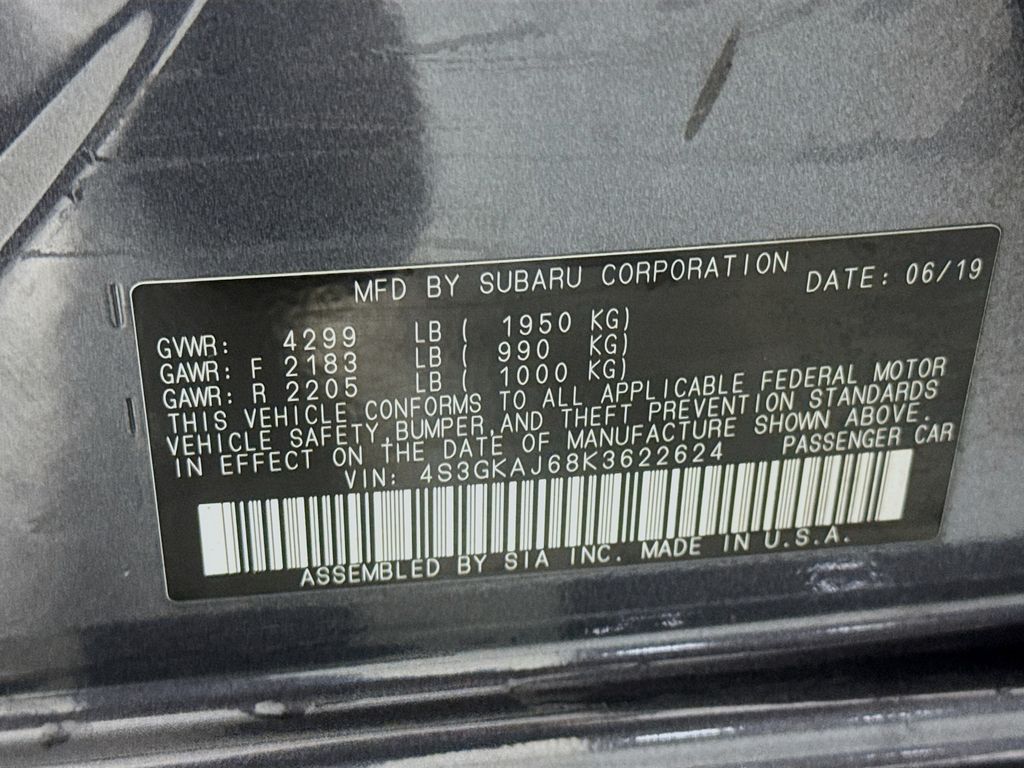 MFD BY SUBARU CORPORATION DATE: 06/19
GVWR: 4299 LB ( 1950 KG)
GAWR: F 2183 LB ( 990 KG)
GAWR: R 2205 LB ( 1000 KG)
THIS VEHICLE CONFORMS TO ALL APPLICABLE FEDERAL MOTOR
VEHICLE SAFETY, BUMPER, AND THEFT PREVENTION STANDARDS
IN EFFECT ON THE DATE OF MANUFACTURE SHOWN ABOVE.
VIN: 4S3GKAJ68K3622624 PASSENGER CAR
ASSEMBLED BY SIA INC. MADE IN U.S.A.